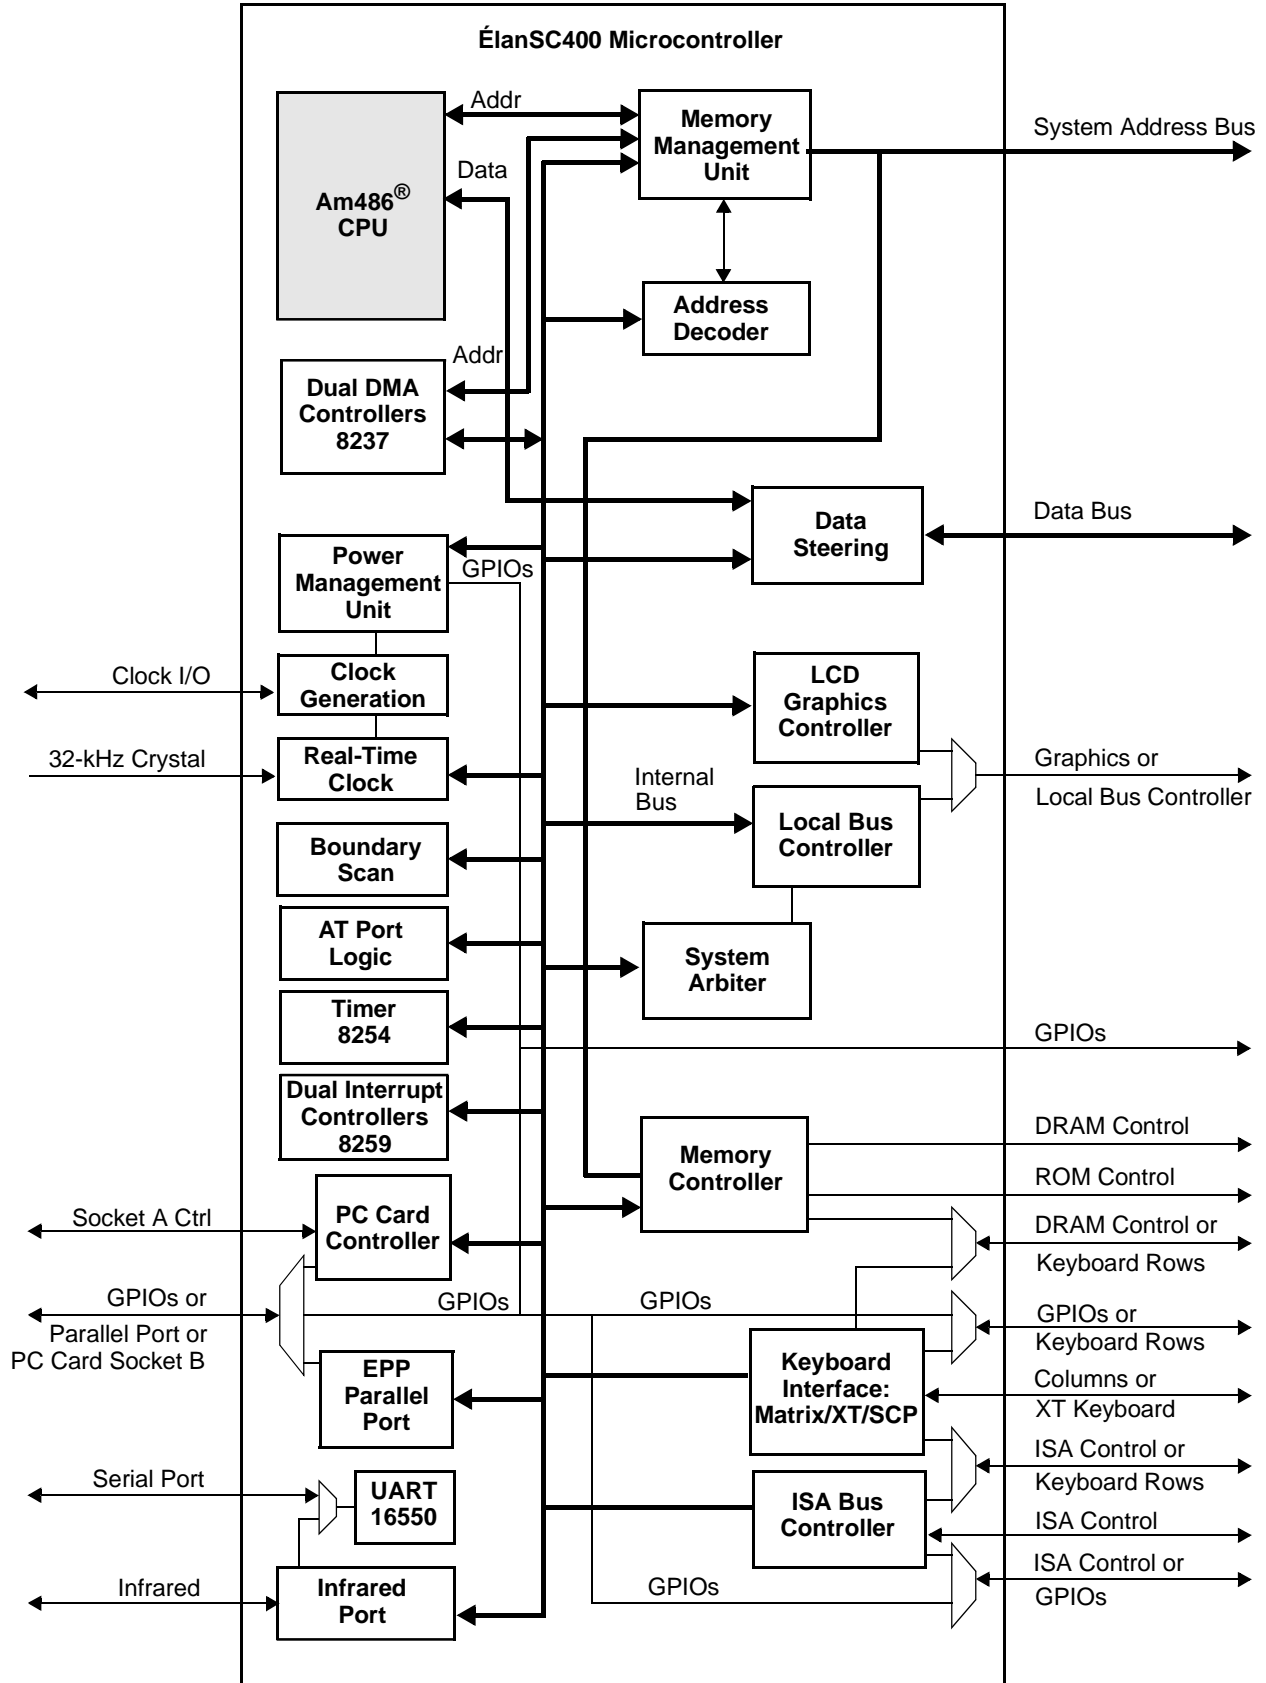 ÉlanSC400 Microcontroller
Addr
Memory
Management
Unit
System Address Bus
Data
Am486®
CPU
Address
Decoder
Addr
Dual DMA
Controllers
8237
Data
Steering
Data Bus
Power
Management
Unit
GPIOs
Clock I/O
Clock
Generation
LCD
Graphics
Controller
32-kHz Crystal
Real-Time
Clock
Internal
Bus
Graphics or
Local Bus Controller
Local Bus
Controller
Boundary
Scan
AT Port
Logic
System
Arbiter
Timer
8254
GPIOs
Dual Interrupt
Controllers
8259
Memory
Controller
DRAM Control
ROM Control
Socket A Ctrl
PC Card
Controller
DRAM Control or
Keyboard Rows
GPIOs or
Parallel Port or
PC Card Socket B
GPIOs
GPIOs
GPIOs or
Keyboard Rows
EPP
Parallel
Port
Keyboard
Interface:
Matrix/XT/SCP
Columns or
XT Keyboard
ISA Control or
Keyboard Rows
Serial Port
UART
16550
ISA Bus
Controller
ISA Control
Infrared
Infrared
Port
GPIOs
ISA Control or
GPIOs